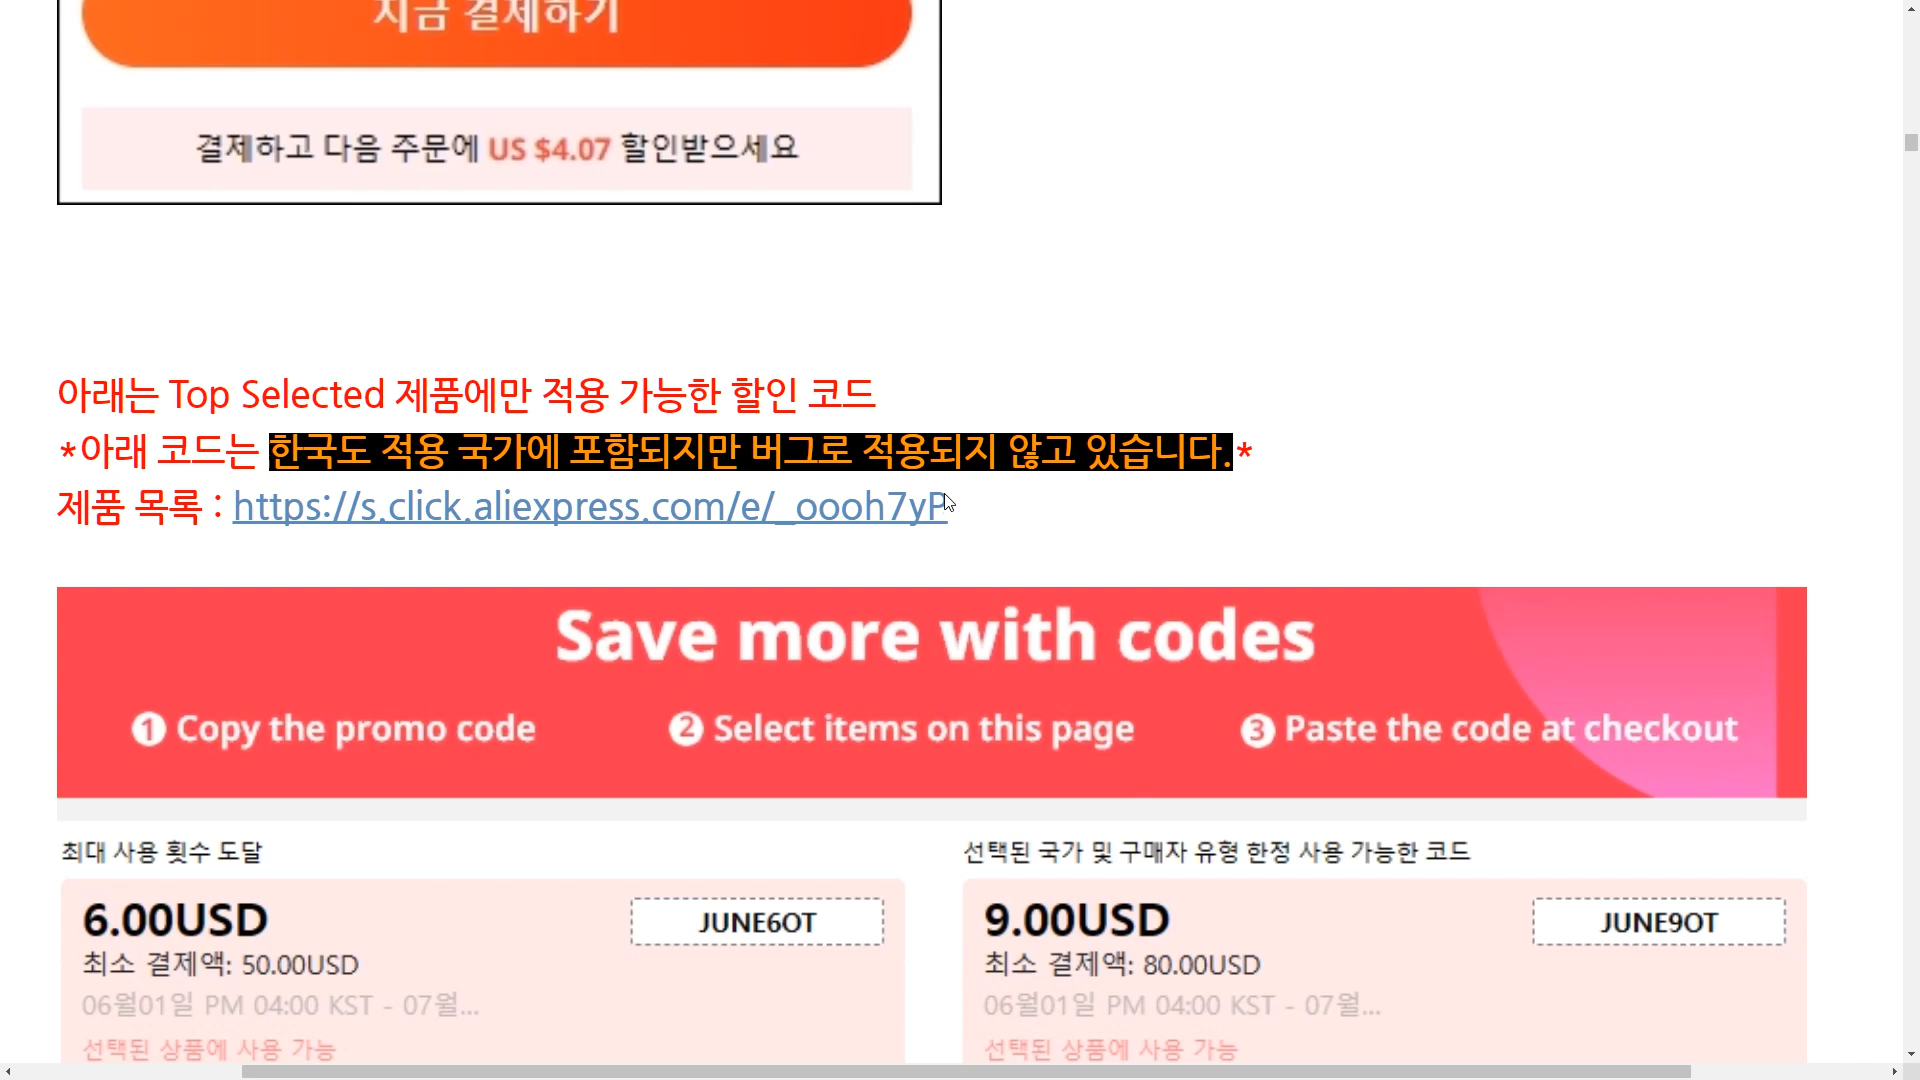 지금 결제하기
결제하고 다음 주문에 US $4.07 할인받으세요
아래는 Top Selected 제품에만 적용 가능한 할인 코드
*아래 코드는 한국도 적용 국가에 포함되지만 버그로 적용되지 않고 있습니다.*
제품 목록 : https://s.click.aliexpress.com/e/_oooh7yP
Save more with codes
1 Copy the promo code 2 Select items on this page 3 Paste the code at checkout
최대 사용 횟수 도달
6.00USD JUNE6OT
최소 결제액: 50.00USD
06월01일 PM 04:00 KST - 07월...
선택된 상품에 사용 가능
선택된 국가 및 구매자 유형 한정 사용 가능한 코드
9.00USD JUNE9OT
최소 결제액: 80.00USD
06월01일 PM 04:00 KST - 07월...
선택된 상품에 사용 가능